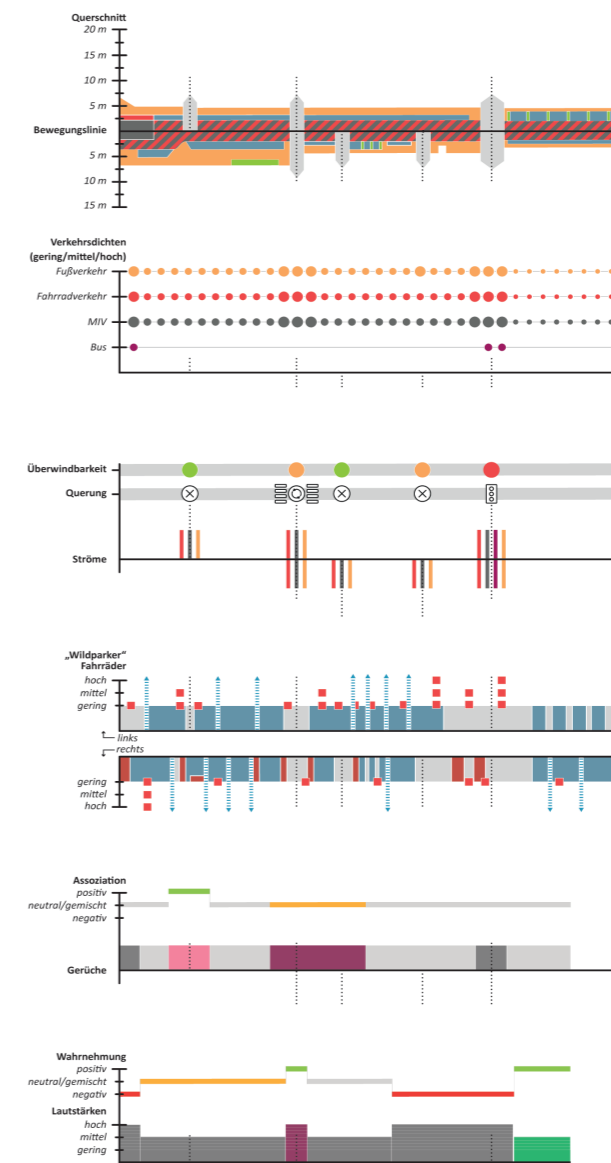 Querschnitt
20 m
15 m
10 m
5 m
Bewegungslinie
5 m
10 m
15 m
Verkehrsdichten
(gering/mittel/hoch)
Fußverkehr
Fahrradverkehr
MIV
Bus
Überwindbarkeit
Querung
Ströme
„Wildparker"
Fahrräder
hoch
mittel
gering
links
rechts
gering
mittel
hoch
Assoziation
positiv
neutral/gemischt
negativ
Gerüche
Wahrnehmung
positiv
neutral/gemischt
negativ
Lautstärken
hoch
mittel
gering